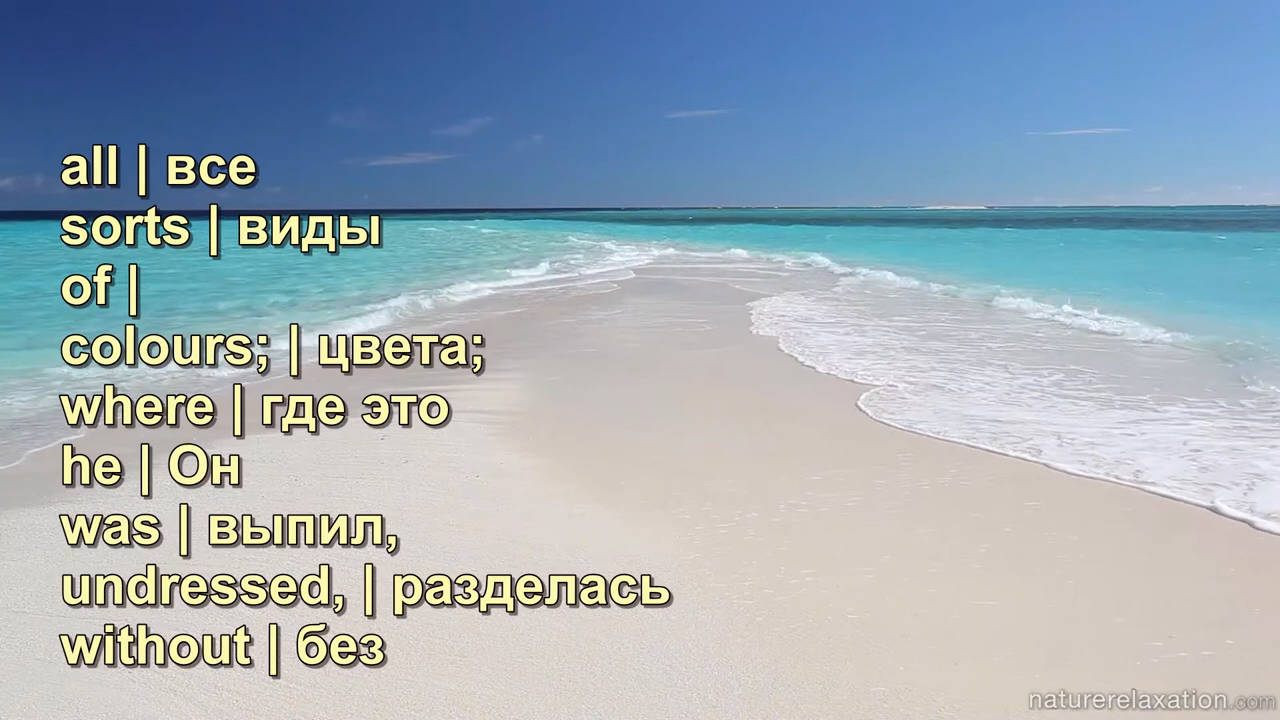 all | все
sorts | виды
of |
colours; | цвета;
where | где это
he | Он
was | выпил,
undressed, | разделась
without | без
naturerelaxation.com